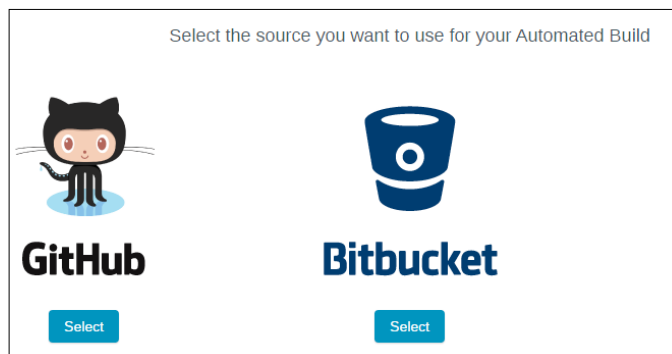 Select the source you want to use for your Automated Build
GitHub
Bitbucket
Select
Select